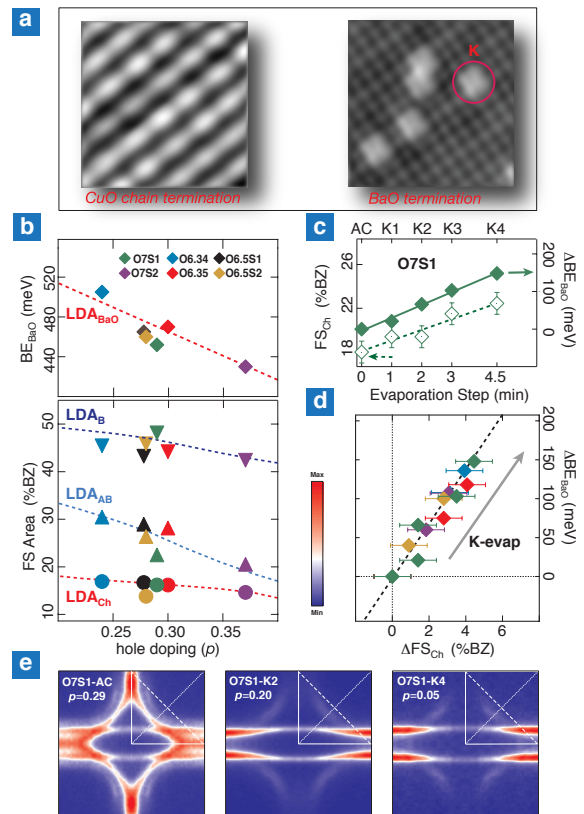 a
K
CuO chain termination
BaO termination
b
O7S1 O6.34 O6.5S1
O7S2 O6.35 O6.5S2
520
480
440
BE_BaO (meV)
LDA_BaO
50
40
30
20
10
FS Area (%BZ)
LDA_B
LDA_AB
LDA_Ch
0.25 0.30 0.35
hole doping (p)
Max
Min
c
AC K1 K2 K3 K4
O7S1
26
22
18
FS_Ch (%BZ)
200
100
0
ΔBE_BaO (meV)
0 1 2 3 4.5
Evaporation Step (min)
d
200
150
100
50
0
ΔBE_BaO (meV)
K-evap
0 2 4 6
ΔFS_Ch (%BZ)
e
O7S1-AC
p=0.29
O7S1-K2
p=0.20
O7S1-K4
p=0.05